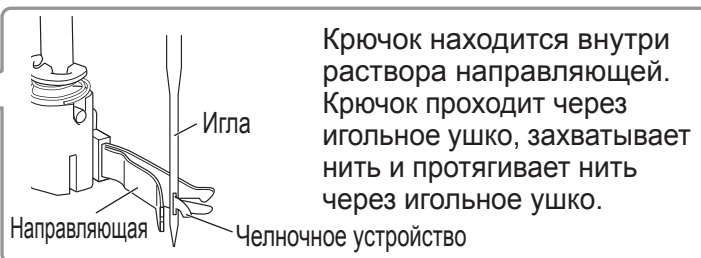 Крючок находится внутри
раствора направляющей.
Крючок проходит через
игольное ушко, захватывает
нить и протягивает нить
через игольное ушко.
Игла
Направляющая
Челночное устройство